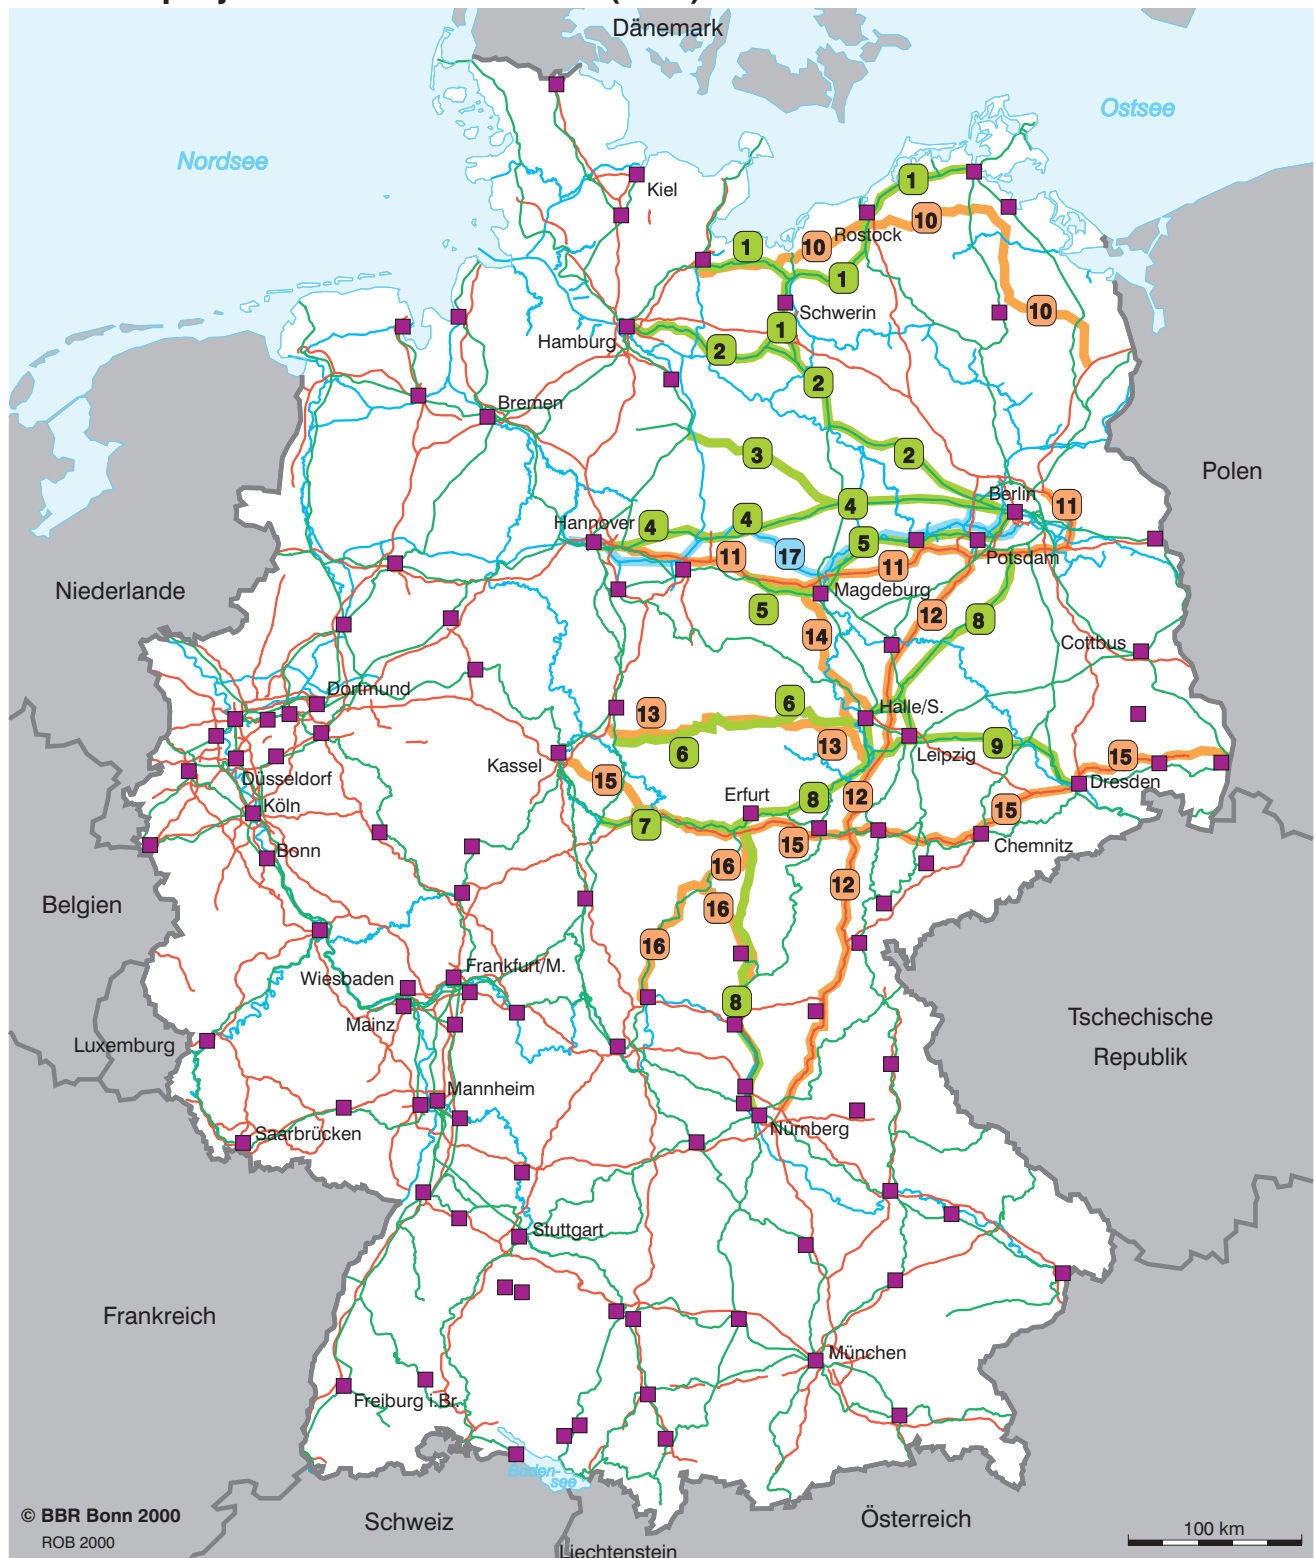 Dänemark
Ostsee
Nordsee
1
Kiel
10
Rostock
1
10
1
10
Schwerin
1
Hamburg
2
2
Bremen
3
2
Polen
Berlin
4
11
Hannover
4
4
5
17
11
11
Potsdam
Niederlande
Magdeburg
5
12
8
14
Cottbus
Dortmund
6
Halle/S.
13
13
9
6
Leipzig
15
Kassel
15
Düsseldorf
Dresden
Erfurt
8
12
Köln
15
7
15
Chemnitz
Bonn
16
12
Belgien
16
16
Frankfurt/M.
Wiesbaden
8
Mainz
Tschechische
Luxemburg
Republik
Mannheim
Saarbrücken
Nürnberg
Stuttgart
Frankreich
München
Freiburg i.Br.
Boden-
see
© BBR Bonn 2000
Schweiz
Österreich
100 km
ROB 2000
Liechtenstein